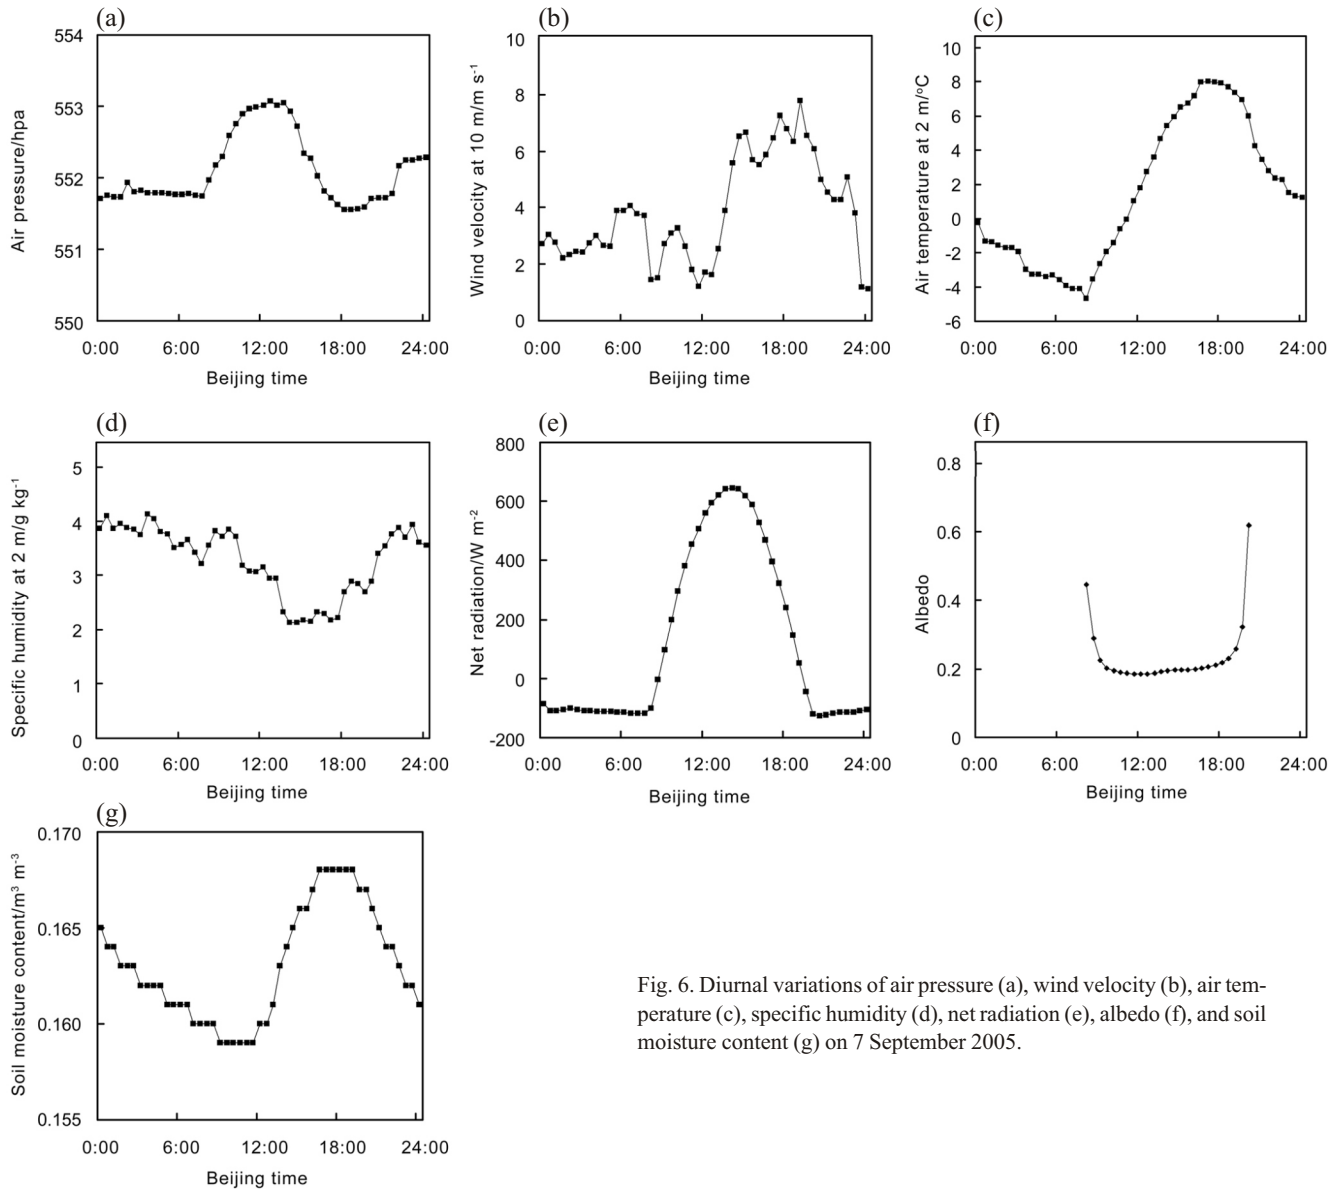 (a)
554
553
552
551
550
Air pressure/hpa
0:00 6:00 12:00 18:00 24:00
Beijing time
(b)
10
8
6
4
2
0
Wind velocity at 10 m/m s⁻¹
0:00 6:00 12:00 18:00 24:00
Beijing time
(c)
10
8
6
4
2
0
-2
-4
-6
Air temperature at 2 m/°C
0:00 6:00 12:00 18:00 24:00
Beijing time
(d)
5
4
3
2
1
0
Specific humidity at 2 m/g kg⁻¹
0:00 6:00 12:00 18:00 24:00
Beijing time
(e)
800
600
400
200
0
-200
Net radiation/W m⁻²
0:00 6:00 12:00 18:00 24:00
Beijing time
(f)
0.8
0.6
0.4
0.2
0
Albedo
0:00 6:00 12:00 18:00 24:00
Beijing time
(g)
0.170
0.165
0.160
0.155
Soil moisture content/m³ m⁻³
0:00 6:00 12:00 18:00 24:00
Beijing time
Fig. 6. Diurnal variations of air pressure (a), wind velocity (b), air tem-
perature (c), specific humidity (d), net radiation (e), albedo (f), and soil
moisture content (g) on 7 September 2005.